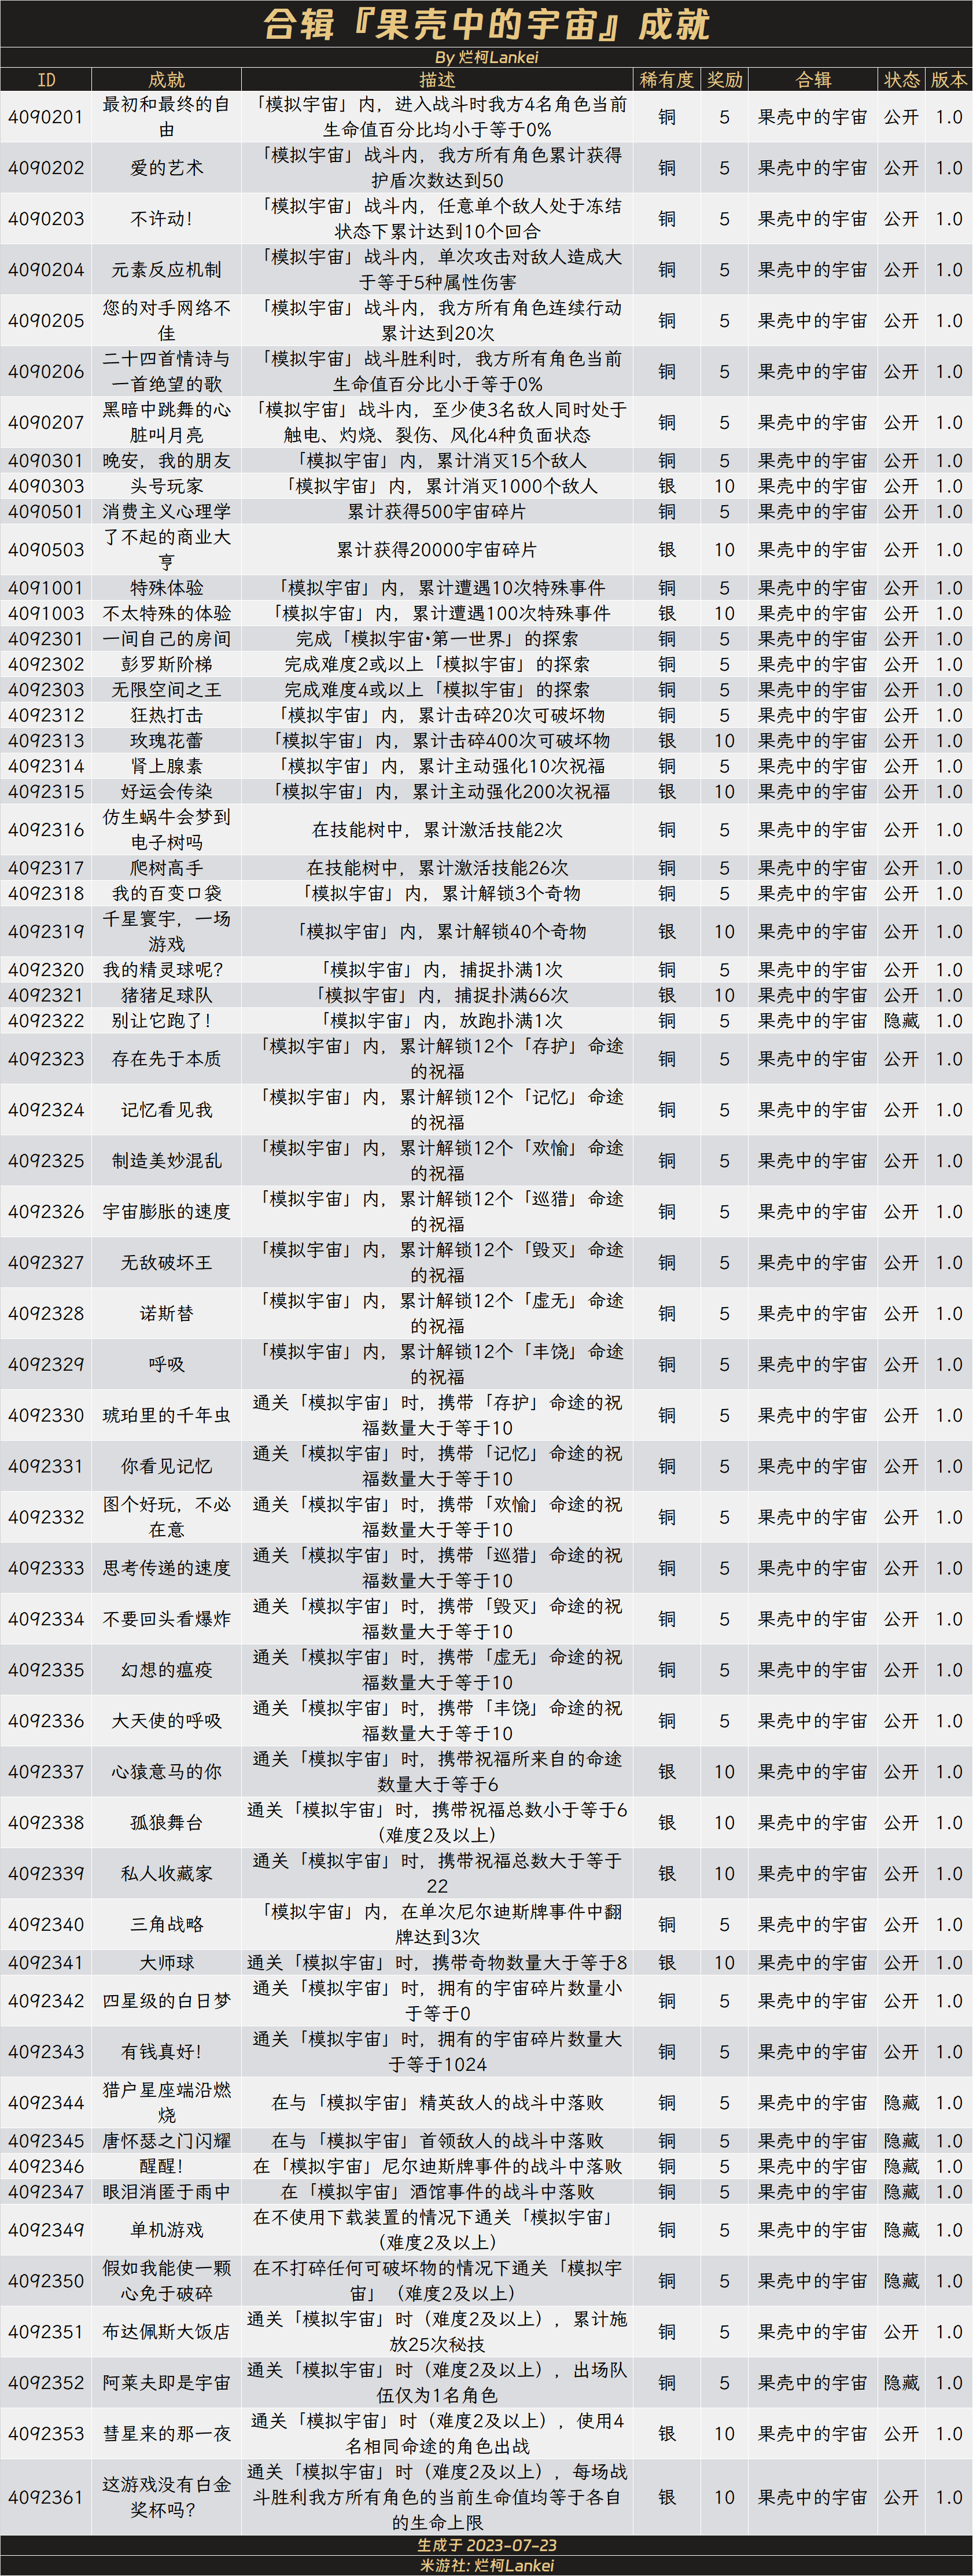 合辑『果壳中的宇宙』成就
By 烂柯Lankei
ID 成就 描述 稀有度 奖励 合辑 状态 版本
4090201 最初和最终的自由 「模拟宇宙」内，进入战斗时我方4名角色当前生命值百分比均小于等于0% 铜 5 果壳中的宇宙 公开 1.0
4090202 爱的艺术 「模拟宇宙」战斗内，我方所有角色累计获得护盾次数达到50 铜 5 果壳中的宇宙 公开 1.0
4090203 不许动！ 「模拟宇宙」战斗内，任意单个敌人处于冻结状态下累计达到10个回合 铜 5 果壳中的宇宙 公开 1.0
4090204 元素反应机制 「模拟宇宙」战斗内，单次攻击对敌人造成大于等于5种属性伤害 铜 5 果壳中的宇宙 公开 1.0
4090205 您的对手网络不佳 「模拟宇宙」战斗内，我方所有角色连续行动累计达到20次 铜 5 果壳中的宇宙 公开 1.0
4090206 二十四首情诗与一首绝望的歌 「模拟宇宙」战斗胜利时，我方所有角色当前生命值百分比小于等于0% 铜 5 果壳中的宇宙 公开 1.0
4090207 黑暗中跳舞的心脏叫月亮 「模拟宇宙」战斗内，至少使3名敌人同时处于触电、灼烧、裂伤、风化4种负面状态 铜 5 果壳中的宇宙 公开 1.0
4090301 晚安，我的朋友 「模拟宇宙」内，累计消灭15个敌人 铜 5 果壳中的宇宙 公开 1.0
4090303 头号玩家 「模拟宇宙」内，累计消灭1000个敌人 银 10 果壳中的宇宙 公开 1.0
4090501 消费主义心理学 累计获得500宇宙碎片 铜 5 果壳中的宇宙 公开 1.0
4090503 了不起的商业大亨 累计获得20000宇宙碎片 银 10 果壳中的宇宙 公开 1.0
4091001 特殊体验 「模拟宇宙」内，累计遭遇10次特殊事件 铜 5 果壳中的宇宙 公开 1.0
4091003 不太特殊的体验 「模拟宇宙」内，累计遭遇100次特殊事件 银 10 果壳中的宇宙 公开 1.0
4092301 一间自己的房间 完成「模拟宇宙·第一世界」的探索 铜 5 果壳中的宇宙 公开 1.0
4092302 彭罗斯阶梯 完成难度2或以上「模拟宇宙」的探索 铜 5 果壳中的宇宙 公开 1.0
4092303 无限空间之王 完成难度4或以上「模拟宇宙」的探索 铜 5 果壳中的宇宙 公开 1.0
4092312 狂热打击 「模拟宇宙」内，累计击碎20次可破坏物 铜 5 果壳中的宇宙 公开 1.0
4092313 玫瑰花蕾 「模拟宇宙」内，累计击碎400次可破坏物 银 10 果壳中的宇宙 公开 1.0
4092314 肾上腺素 「模拟宇宙」内，累计主动强化10次祝福 铜 5 果壳中的宇宙 公开 1.0
4092315 好运会传染 「模拟宇宙」内，累计主动强化200次祝福 银 10 果壳中的宇宙 公开 1.0
4092316 仿生蜗牛会梦到电子树吗 在技能树中，累计激活技能2次 铜 5 果壳中的宇宙 公开 1.0
4092317 爬树高手 在技能树中，累计激活技能26次 铜 5 果壳中的宇宙 公开 1.0
4092318 我的百变口袋 「模拟宇宙」内，累计解锁3个奇物 铜 5 果壳中的宇宙 公开 1.0
4092319 千星寰宇，一场游戏 「模拟宇宙」内，累计解锁40个奇物 银 10 果壳中的宇宙 公开 1.0
4092320 我的精灵球呢？ 「模拟宇宙」内，捕捉扑满1次 铜 5 果壳中的宇宙 公开 1.0
4092321 猪猪足球队 「模拟宇宙」内，捕捉扑满66次 银 10 果壳中的宇宙 公开 1.0
4092322 别让它跑了！ 「模拟宇宙」内，放跑扑满1次 铜 5 果壳中的宇宙 隐藏 1.0
4092323 存在先于本质 「模拟宇宙」内，累计解锁12个「存护」命途的祝福 铜 5 果壳中的宇宙 公开 1.0
4092324 记忆看见我 「模拟宇宙」内，累计解锁12个「记忆」命途的祝福 铜 5 果壳中的宇宙 公开 1.0
4092325 制造美妙混乱 「模拟宇宙」内，累计解锁12个「欢愉」命途的祝福 铜 5 果壳中的宇宙 公开 1.0
4092326 宇宙膨胀的速度 「模拟宇宙」内，累计解锁12个「巡猎」命途的祝福 铜 5 果壳中的宇宙 公开 1.0
4092327 无敌破坏王 「模拟宇宙」内，累计解锁12个「毁灭」命途的祝福 铜 5 果壳中的宇宙 公开 1.0
4092328 诺斯替 「模拟宇宙」内，累计解锁12个「虚无」命途的祝福 铜 5 果壳中的宇宙 公开 1.0
4092329 呼吸 「模拟宇宙」内，累计解锁12个「丰饶」命途的祝福 铜 5 果壳中的宇宙 公开 1.0
4092330 琥珀里的千年虫 通关「模拟宇宙」时，携带「存护」命途的祝福数量大于等于10 铜 5 果壳中的宇宙 公开 1.0
4092331 你看见记忆 通关「模拟宇宙」时，携带「记忆」命途的祝福数量大于等于10 铜 5 果壳中的宇宙 公开 1.0
4092332 图个好玩，不必在意 通关「模拟宇宙」时，携带「欢愉」命途的祝福数量大于等于10 铜 5 果壳中的宇宙 公开 1.0
4092333 思考传递的速度 通关「模拟宇宙」时，携带「巡猎」命途的祝福数量大于等于10 铜 5 果壳中的宇宙 公开 1.0
4092334 不要回头看爆炸 通关「模拟宇宙」时，携带「毁灭」命途的祝福数量大于等于10 铜 5 果壳中的宇宙 公开 1.0
4092335 幻想的瘟疫 通关「模拟宇宙」时，携带「虚无」命途的祝福数量大于等于10 铜 5 果壳中的宇宙 公开 1.0
4092336 大天使的呼吸 通关「模拟宇宙」时，携带「丰饶」命途的祝福数量大于等于10 铜 5 果壳中的宇宙 公开 1.0
4092337 心猿意马的你 通关「模拟宇宙」时，携带祝福所来自的命途数量大于等于6 银 10 果壳中的宇宙 公开 1.0
4092338 孤狼舞台 通关「模拟宇宙」时，携带祝福总数小于等于6（难度2及以上） 银 10 果壳中的宇宙 公开 1.0
4092339 私人收藏家 通关「模拟宇宙」时，携带祝福总数大于等于22 银 10 果壳中的宇宙 公开 1.0
4092340 三角战略 「模拟宇宙」内，在单次尼尔迪斯牌事件中翻牌达到3次 铜 5 果壳中的宇宙 公开 1.0
4092341 大师球 通关「模拟宇宙」时，携带奇物数量大于等于8 银 10 果壳中的宇宙 公开 1.0
4092342 四星级的白日梦 通关「模拟宇宙」时，拥有的宇宙碎片数量小于等于0 铜 5 果壳中的宇宙 公开 1.0
4092343 有钱真好！ 通关「模拟宇宙」时，拥有的宇宙碎片数量大于等于1024 铜 5 果壳中的宇宙 公开 1.0
4092344 猎户星座端沿燃烧 在与「模拟宇宙」精英敌人的战斗中落败 铜 5 果壳中的宇宙 隐藏 1.0
4092345 唐怀瑟之门闪耀 在与「模拟宇宙」首领敌人的战斗中落败 铜 5 果壳中的宇宙 隐藏 1.0
4092346 醒醒！ 在「模拟宇宙」尼尔迪斯牌事件的战斗中落败 铜 5 果壳中的宇宙 隐藏 1.0
4092347 眼泪消匿于雨中 在「模拟宇宙」酒馆事件的战斗中落败 铜 5 果壳中的宇宙 隐藏 1.0
4092349 单机游戏 在不使用下载装置的情况下通关「模拟宇宙」（难度2及以上） 铜 5 果壳中的宇宙 隐藏 1.0
4092350 假如我能使一颗心免于破碎 在不打碎任何可破坏物的情况下通关「模拟宇宙」（难度2及以上） 铜 5 果壳中的宇宙 隐藏 1.0
4092351 布达佩斯大饭店 通关「模拟宇宙」时（难度2及以上），累计施放25次秘技 铜 5 果壳中的宇宙 公开 1.0
4092352 阿莱夫即是宇宙 通关「模拟宇宙」时（难度2及以上），出场队伍仅为1名角色 铜 5 果壳中的宇宙 隐藏 1.0
4092353 彗星来的那一夜 通关「模拟宇宙」时（难度2及以上），使用4名相同命途的角色出战 银 10 果壳中的宇宙 公开 1.0
4092361 这游戏没有白金奖杯吗？ 通关「模拟宇宙」时（难度2及以上），每场战斗胜利我方所有角色的当前生命值均等于各自的生命上限 银 10 果壳中的宇宙 公开 1.0
生成于 2023-07-23
米游社: 烂柯Lankei